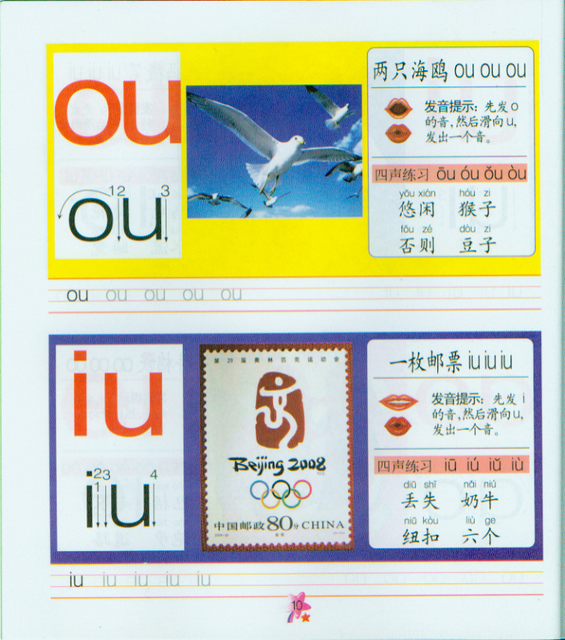 ou
12 3
ou
两只海鸥 ou ou ou
发音提示：先发 o
的音，然后滑向 u，
发出一个音。
四声练习 ōu óu ǒu òu
yōu xián hóu zi
悠闲 猴子
fǒu zé dòu zi
否则 豆子
ou ou ou ou ou
iu
1 23 4
iu
第29届奥林匹克运动会
Beijing 2008
中国邮政 80分 CHINA
一枚邮票 iu iu iu
发音提示：先发 i
的音，然后滑向 u，
发出一个音。
四声练习 iū iú iǔ iù
diū shī nǎi niú
丢失 奶牛
niǔ kòu liù ge
纽扣 六个
iu iu iu iu iu
10